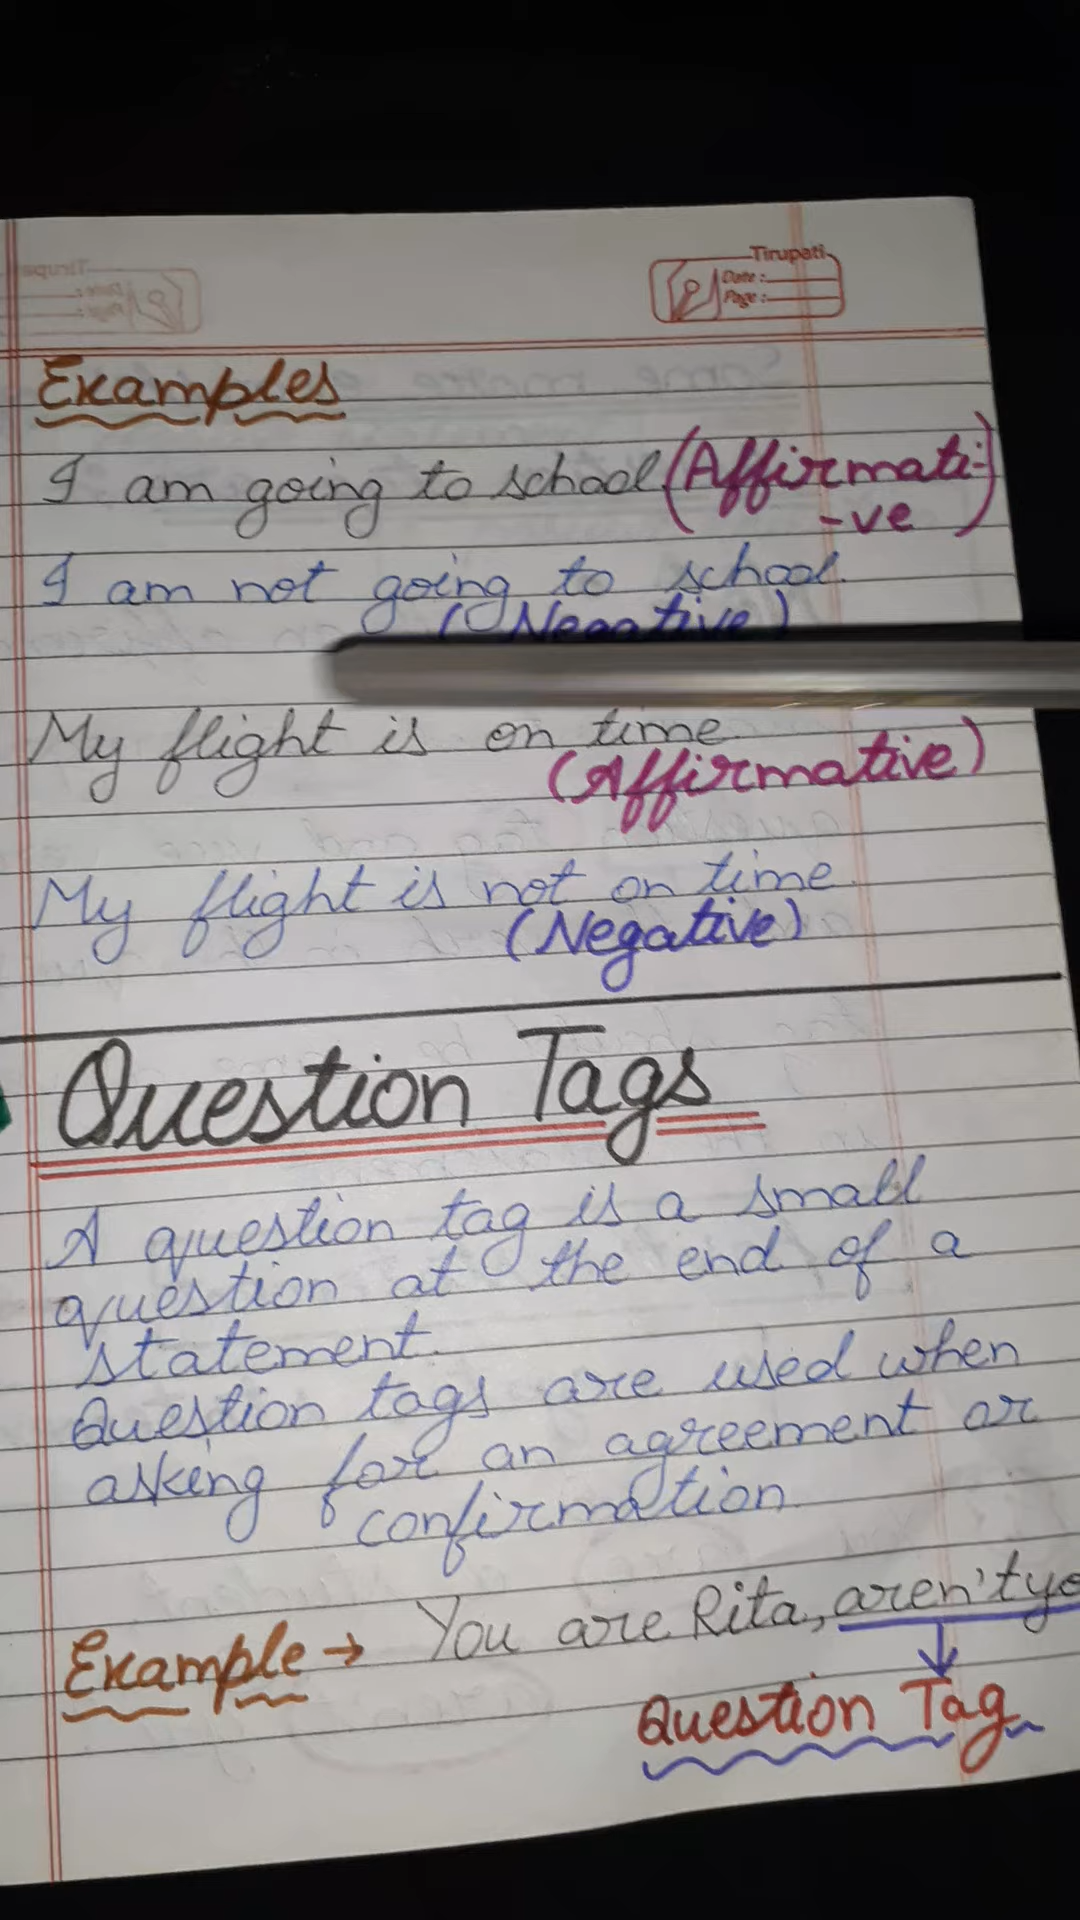 Tirupati
Date :
Page :
Examples
I am going to school (Affirmati-
-ve)
I am not going to school.
(Negative)
My flight is on time.
(Affirmative)
My flight is not on time.
(Negative)
Question Tags
A question tag is a small
question at the end of a
statement.
Question tags are used when
asking for an agreement or
confirmation.
Example → You are Rita, aren't yo
Question Tag